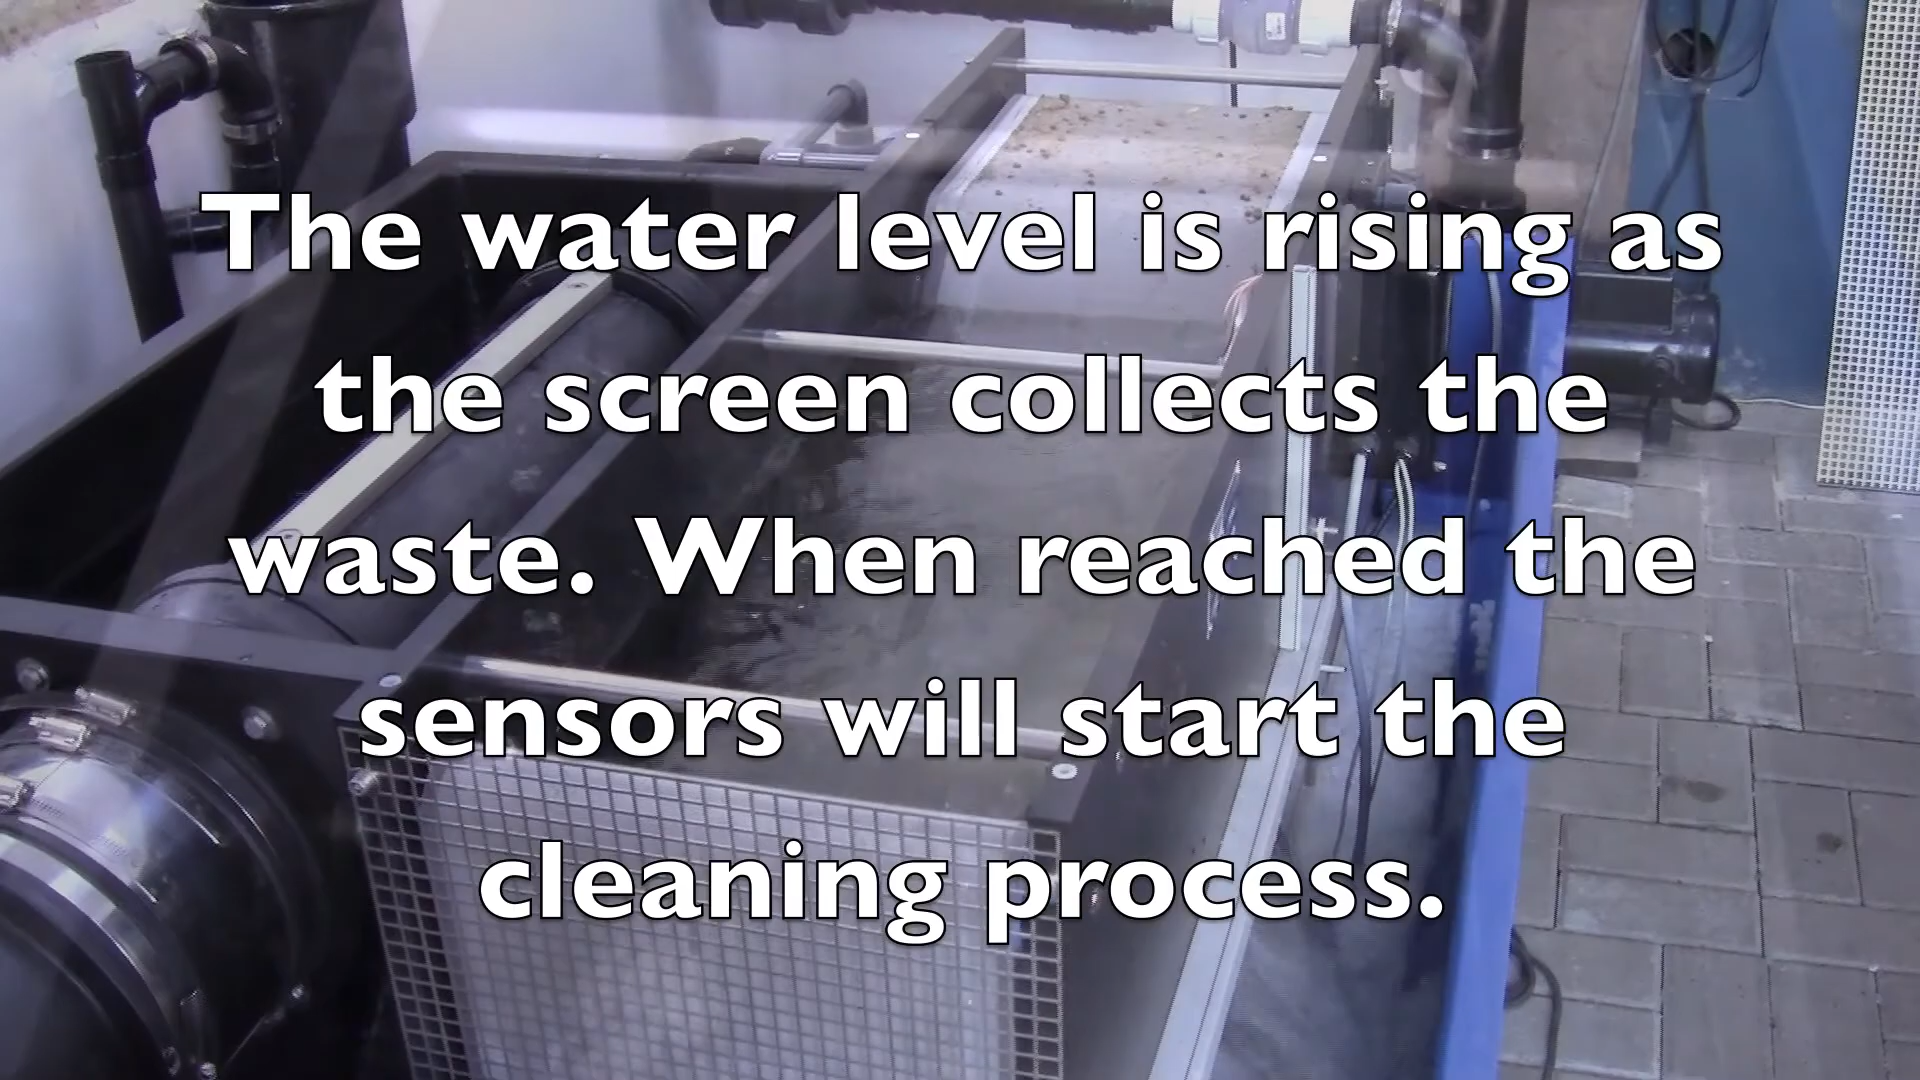 The water level is rising as
the screen collects the
waste. When reached the
sensors will start the
cleaning process.